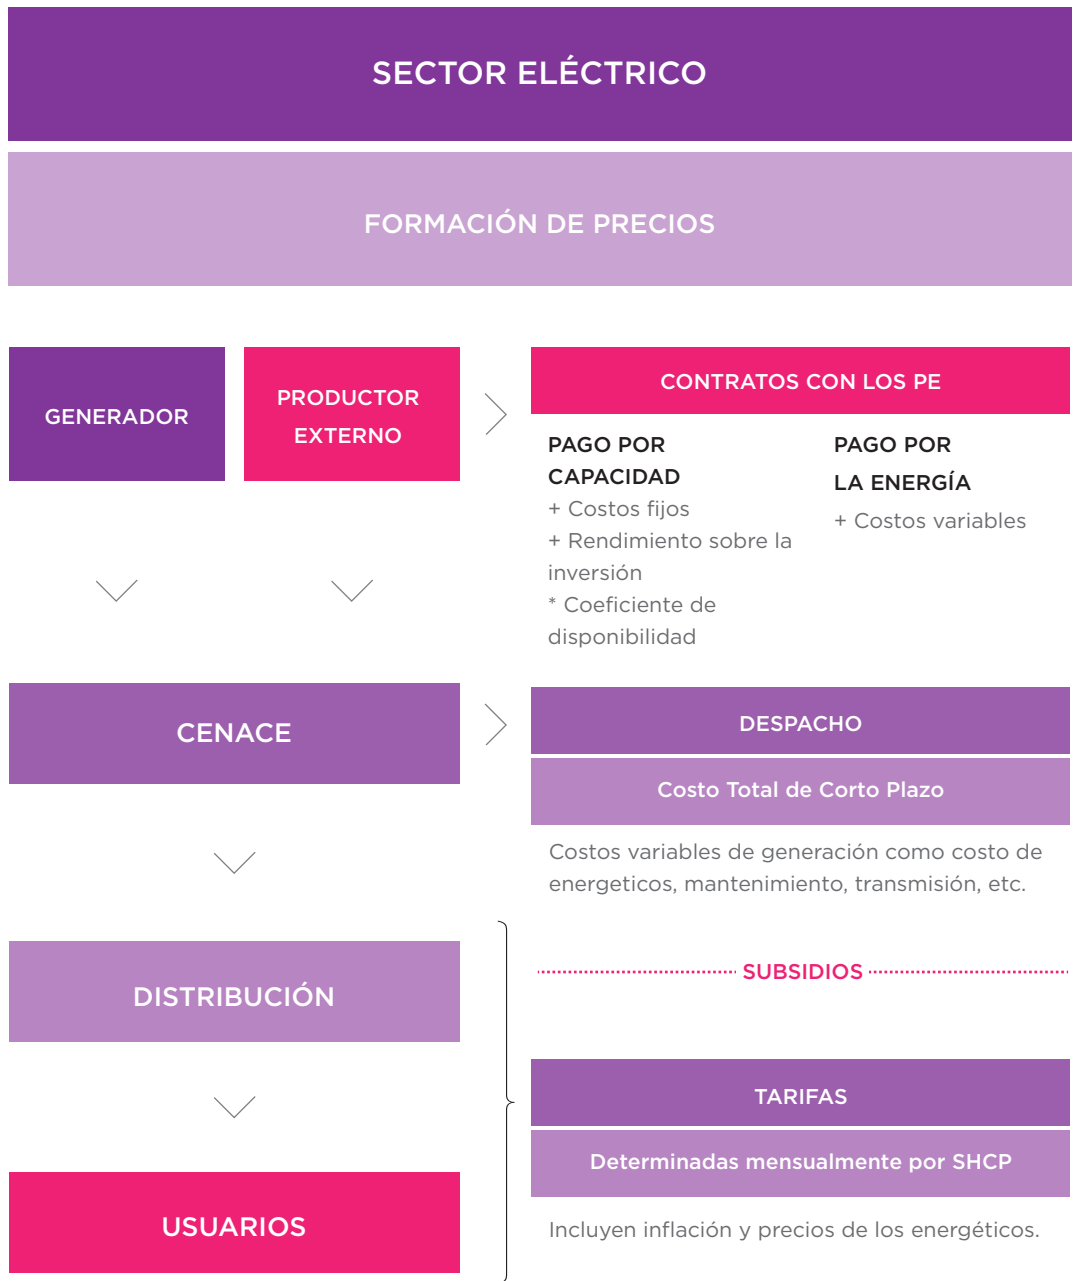 SECTOR ELÉCTRICO
FORMACIÓN DE PRECIOS
GENERADOR
PRODUCTOR
EXTERNO
CONTRATOS CON LOS PE
PAGO POR
CAPACIDAD
+ Costos fijos
+ Rendimiento sobre la
inversión
* Coeficiente de
disponibilidad
PAGO POR
LA ENERGÍA
+ Costos variables
CENACE
DESPACHO
Costo Total de Corto Plazo
Costos variables de generación como costo de
energeticos, mantenimiento, transmisión, etc.
DISTRIBUCIÓN
SUBSIDIOS
TARIFAS
Determinadas mensualmente por SHCP
USUARIOS
Incluyen inflación y precios de los energéticos.